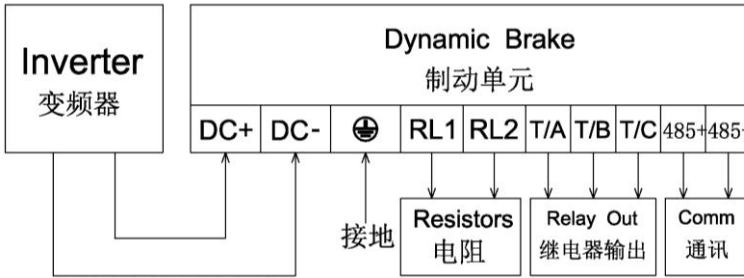 Inverter
变频器
Dynamic Brake
制动单元
DC+ DC- RL1 RL2 T/A T/B T/C 485+ 485-
接地
Resistors
电阻
Relay Out
继电器输出
Comm
通讯